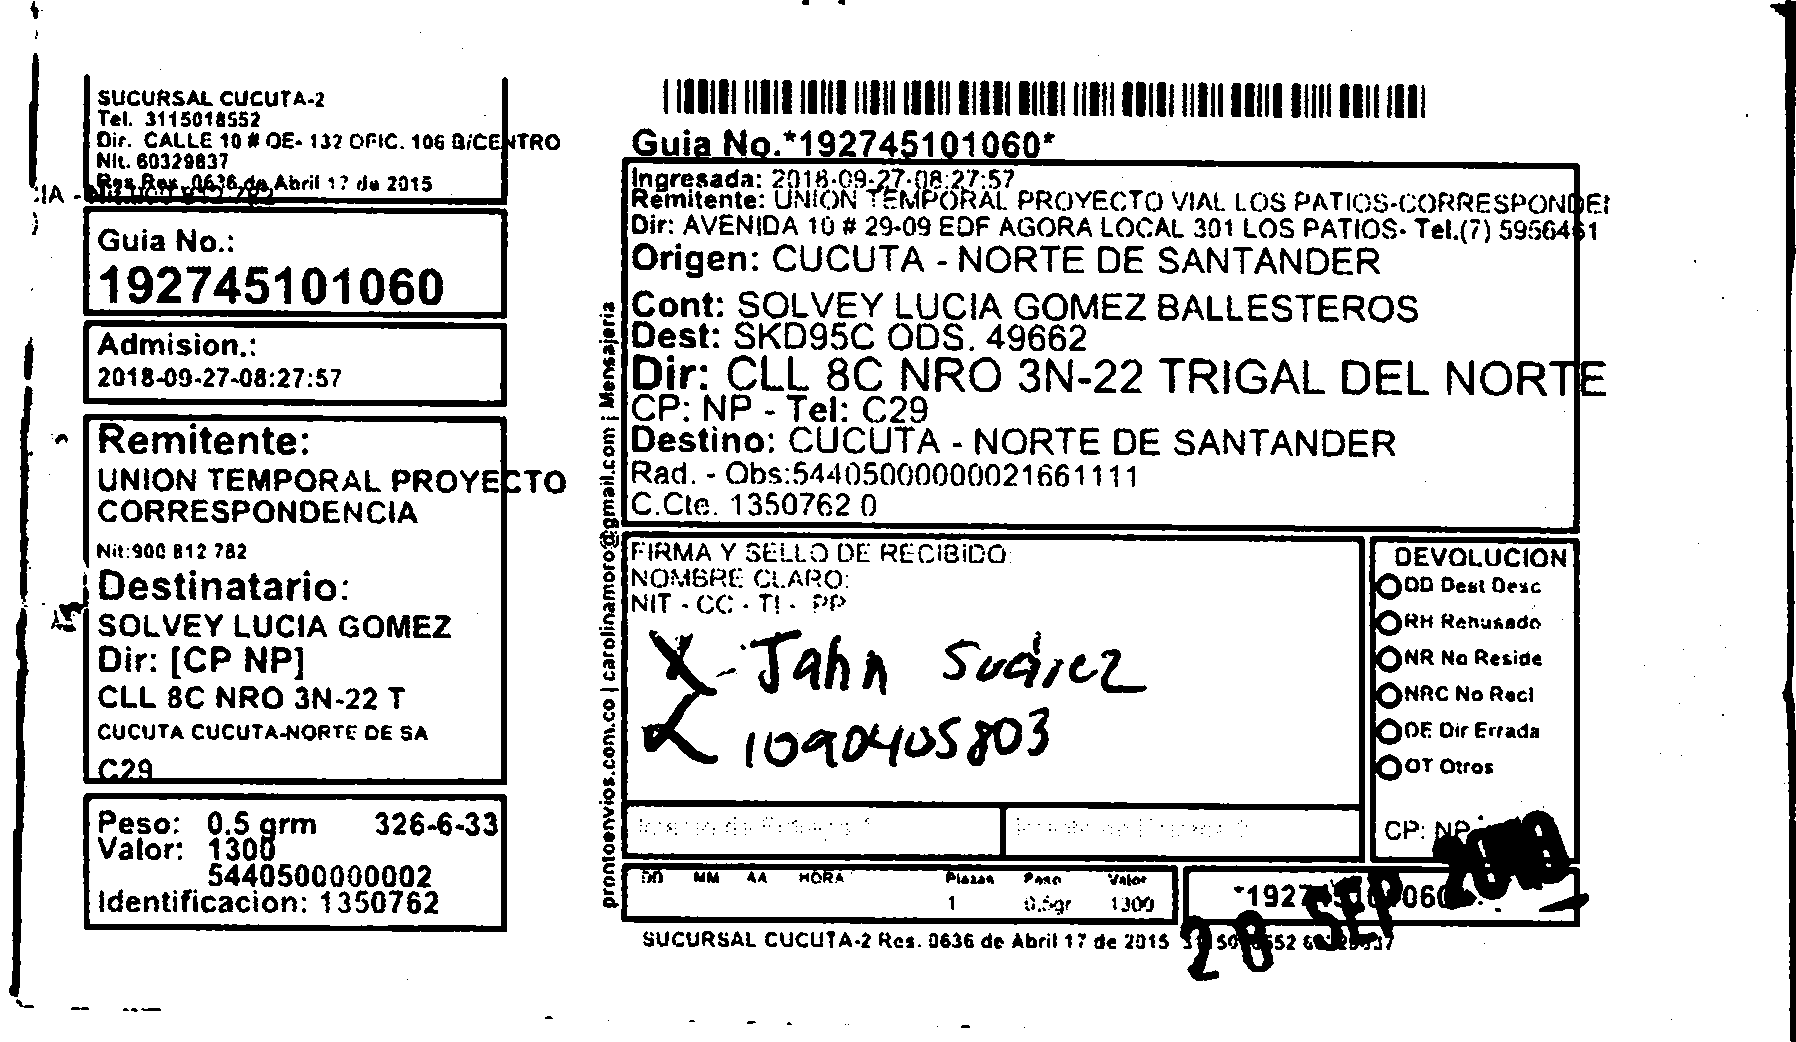 SUCURSAL CUCUTA-2
Tel. 3115018552
Dir. CALLE 10 # OE- 132 OFIC. 106 B/CENTRO
Nit. 60329837
Res. 0636 de Abril 17 de 2015
Guia No.:
192745101060
Admision.:
2018-09-27-08:27:57
Remitente:
UNION TEMPORAL PROYECTO
CORRESPONDENCIA
Nit:900 812 782
Destinatario:
SOLVEY LUCIA GOMEZ
Dir: [CP NP]
CLL 8C NRO 3N-22 T
CUCUTA CUCUTA-NORTE DE SA
C29
Peso: 0.5 grm 326-6-33
Valor: 1300
5440500000002
Identificacion: 1350762
prontoenvios.com.co | carolinamoro@gmail.com | Mensajeria
Guia No.*192745101060*
Ingresada: 2018-09-27-08:27:57
Remitente: UNION TEMPORAL PROYECTO VIAL LOS PATIOS-CORRESPONDEI
Dir: AVENIDA 10 # 29-09 EDF AGORA LOCAL 301 LOS PATIOS- Tel.(7) 5956461
Origen: CUCUTA - NORTE DE SANTANDER
Cont: SOLVEY LUCIA GOMEZ BALLESTEROS
Dest: SKD95C ODS. 49662
Dir: CLL 8C NRO 3N-22 TRIGAL DEL NORTE
CP: NP - Tel: C29
Destino: CUCUTA - NORTE DE SANTANDER
Rad. - Obs:54405000000021661111
C.Cte. 1350762 0
FIRMA Y SELLO DE RECIBIDO
NOMBRE CLARO:
NIT - CC - TI - PP
X Jahn Suárez
1090405803
DEVOLUCION
DD Dest Desc
RH Rehusado
NR No Reside
NRC No Recl
DE Dir Errada
OT Otros
CP: NP
DD MM AA HORA Piezas Peso Valor
1 0.5gr 1300
28 SEP
SUCURSAL CUCUTA-2 Res. 0636 de Abril 17 de 2015